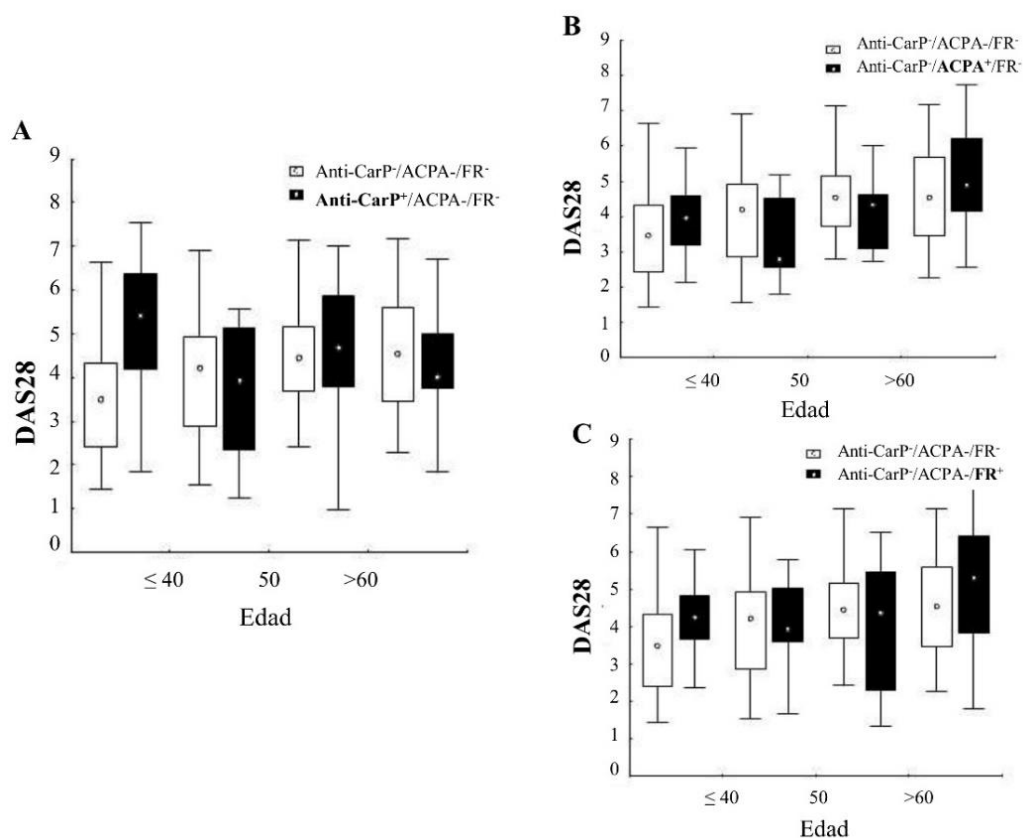 A
9
8
7
6
5
4
3
2
1
0
DAS28
Anti-CarP⁻/ACPA-/FR⁻
Anti-CarP⁺/ACPA-/FR⁻
≤ 40 50 >60
Edad
B
9
8
7
6
5
4
3
2
1
0
DAS28
Anti-CarP⁻/ACPA-/FR⁻
Anti-CarP⁻/ACPA⁺/FR⁻
≤ 40 50 >60
Edad
C
9
8
7
6
5
4
3
2
1
0
DAS28
Anti-CarP⁻/ACPA-/FR⁻
Anti-CarP⁻/ACPA-/FR⁺
≤ 40 50 >60
Edad